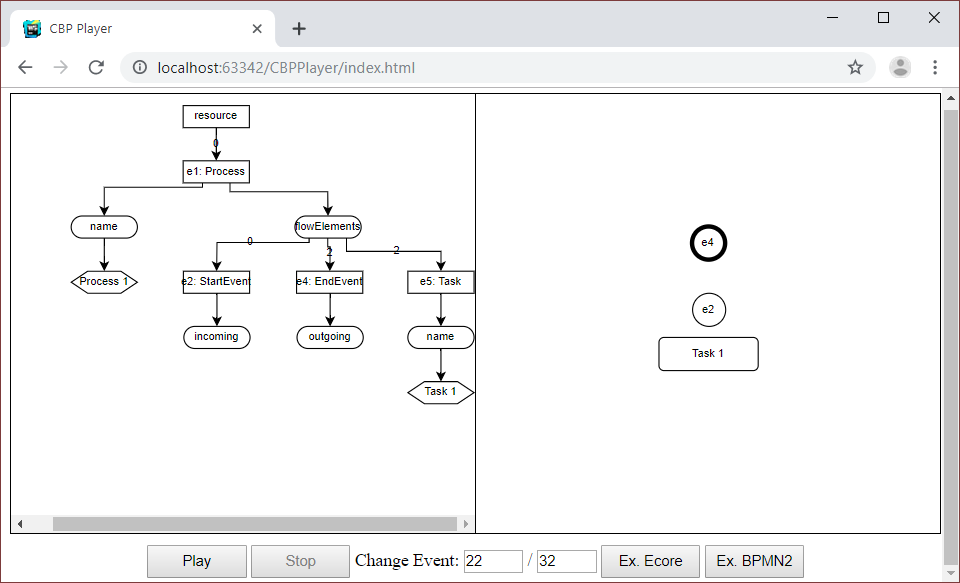 CBP Player
localhost:63342/CBPPlayer/index.html
resource
0
e1: Process
name
flowElements
0
2
2
Process 1
e2: StartEvent
e4: EndEvent
e5: Task
incoming
outgoing
name
Task 1
e4
e2
Task 1
Play
Stop
Change Event: 22 / 32
Ex. Ecore
Ex. BPMN2